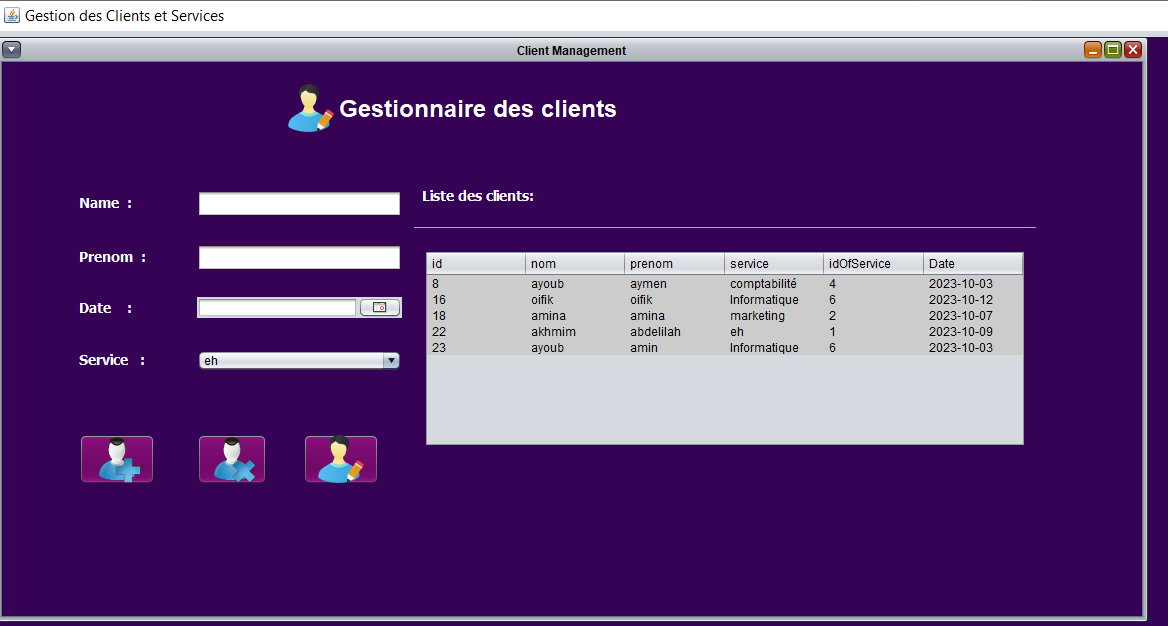 Gestion des Clients et Services
Client Management
Gestionnaire des clients
Name :
Prenom :
Date :
Service :
eh
Liste des clients:
id nom prenom service idOfService Date
8 ayoub aymen comptabilité 4 2023-10-03
16 oifik oifik Informatique 6 2023-10-12
18 amina amina marketing 2 2023-10-07
22 akhmim abdelilah eh 1 2023-10-09
23 ayoub amin Informatique 6 2023-10-03